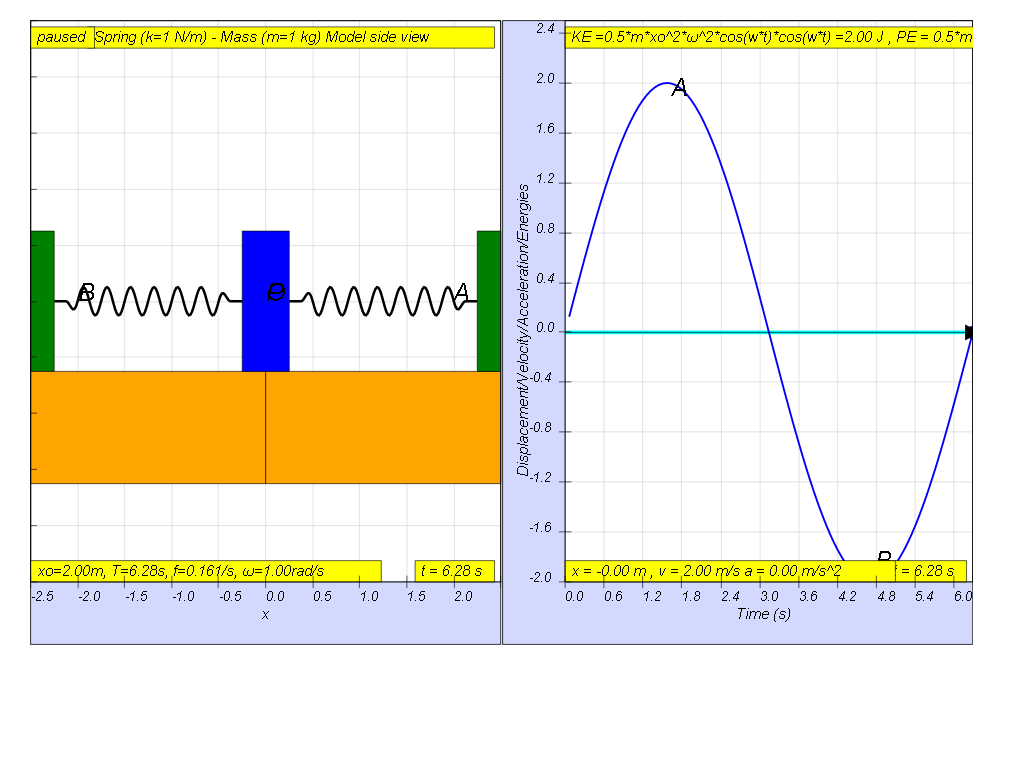 paused Spring (k=1 N/m) - Mass (m=1 kg) Model side view
B
A
xo=2.00m, T=6.28s, f=0.161/s, ω=1.00rad/s
t = 6.28 s
-2.5 -2.0 -1.5 -1.0 -0.5 0.0 0.5 1.0 1.5 2.0
x
KE =0.5*m*xo^2*ω^2*cos(w*t)*cos(w*t) =2.00 J , PE = 0.5*m
Displacement/Velocity/Acceleration/Energies
2.4
2.0
1.6
1.2
0.8
0.4
0.0
-0.4
-0.8
-1.2
-1.6
-2.0
A
B
x = -0.00 m , v = 2.00 m/s a = 0.00 m/s^2
t = 6.28 s
0.0 0.6 1.2 1.8 2.4 3.0 3.6 4.2 4.8 5.4 6.0
Time (s)